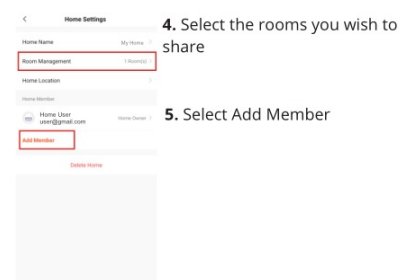 Home Settings
Home Name My Home
Room Management 1 Room(s)
Home Location
Home Member
Home User Home Owner
user@gmail.com
Add Member
Delete Home
4. Select the rooms you wish to
share
5. Select Add Member